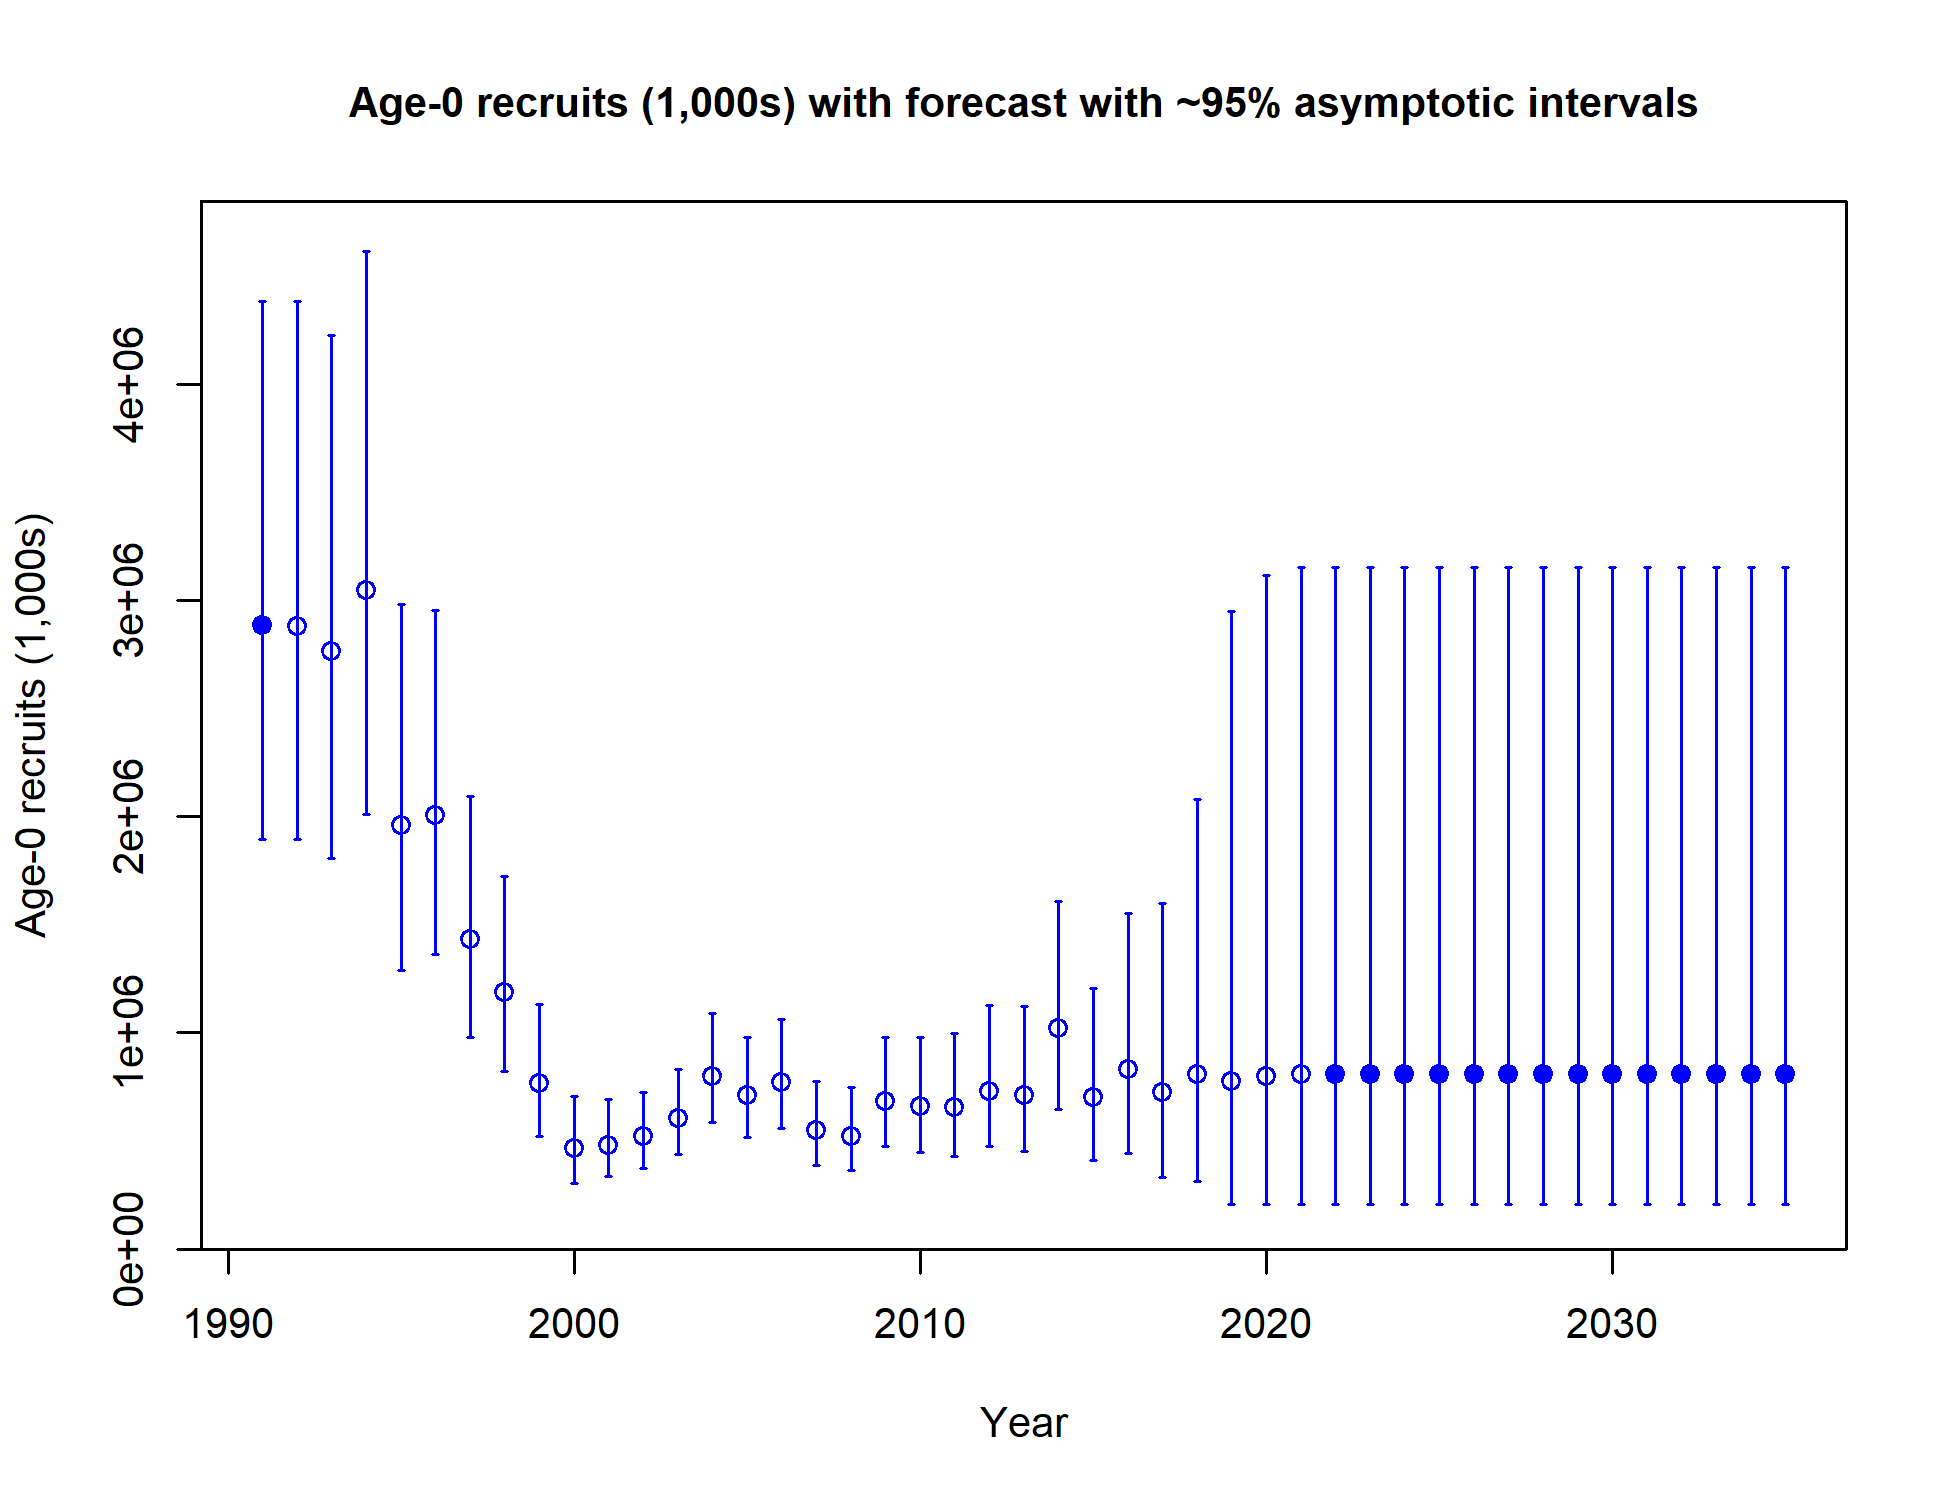 Age-0 recruits (1,000s) with forecast with ~95% asymptotic intervals
Age-0 recruits (1,000s)
4e+06
3e+06
2e+06
1e+06
0e+00
1990 2000 2010 2020 2030
Year